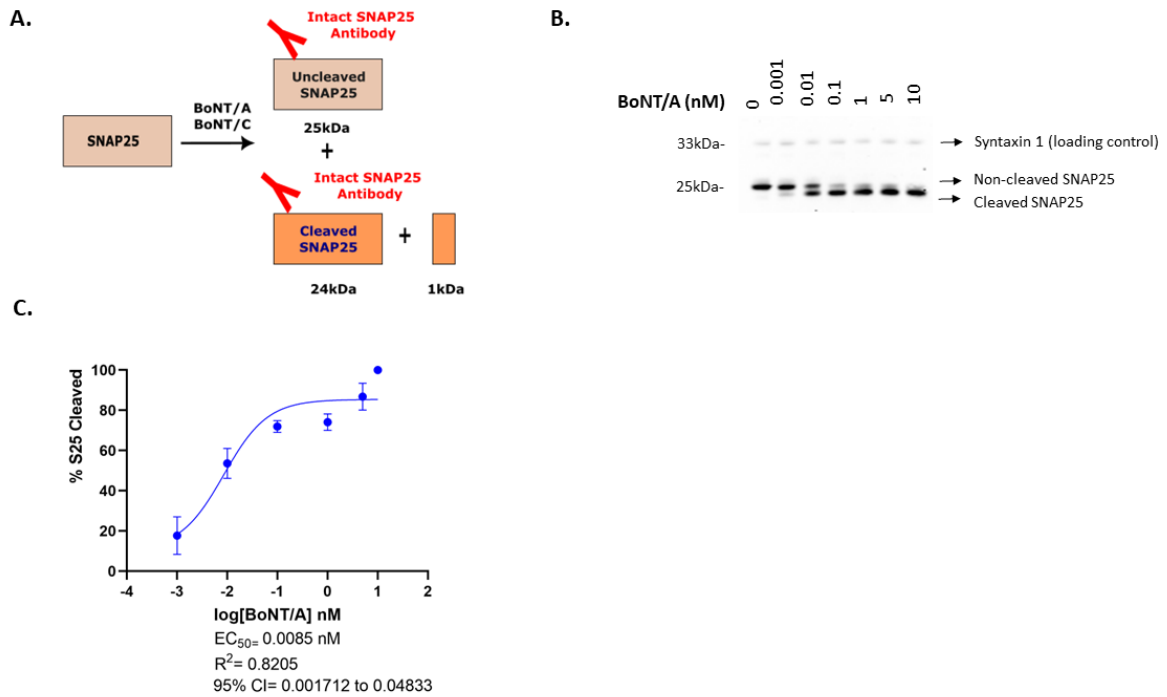 A.
Intact SNAP25
Antibody
Uncleaved
SNAP25
BoNT/A
BoNT/C
SNAP25
25kDa
+
Intact SNAP25
Antibody
Cleaved
SNAP25
+
24kDa
1kDa
B.
BoNT/A (nM)
0
0.001
0.01
0.1
1
5
10
33kDa-
Syntaxin 1 (loading control)
25kDa-
Non-cleaved SNAP25
Cleaved SNAP25
C.
% S25 Cleaved
100
80
60
40
20
0
-4 -3 -2 -1 0 1 2
log[BoNT/A] nM
EC50= 0.0085 nM
R²= 0.8205
95% CI= 0.001712 to 0.04833